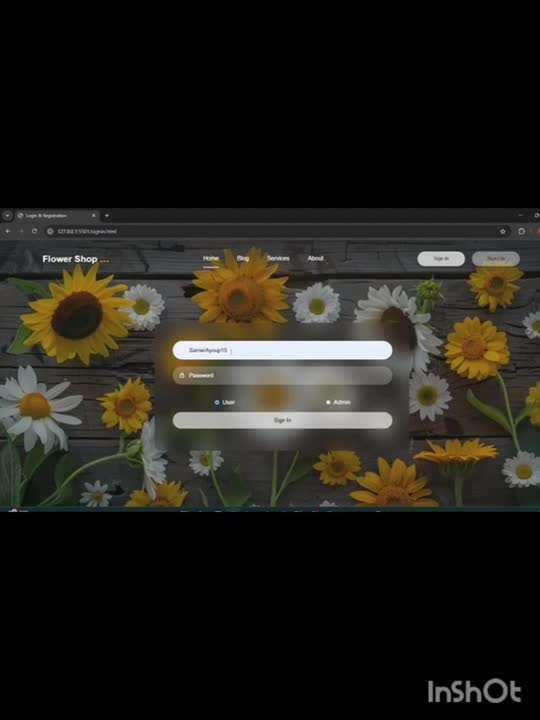 Login & Registration
127.0.0.1:5501/signin.html
Flower Shop ...
Home Blog Services About Sign In Sign Up
SamerAyoup15
Password
User Admin
Sign In
InShOt